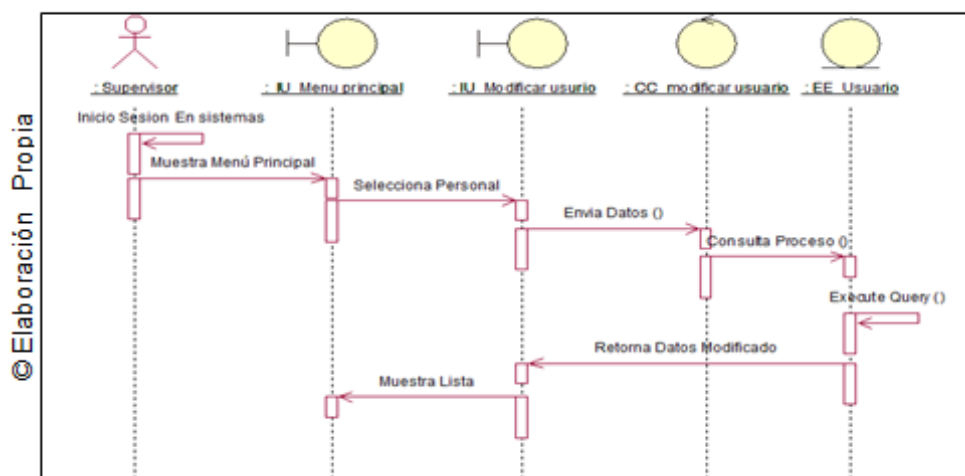 : Supervisor
: IU_Menu principal
: IU_Modificar usurio
: CC_modificar usuario
: EE_Usuario
Inicio Sesion En sistemas
Muestra Menú Principal
Selecciona Personal
Envia Datos ()
Consulta Proceso ()
Execute Query ()
Retorna Datos Modificado
Muestra Lista
© Elaboración Propia